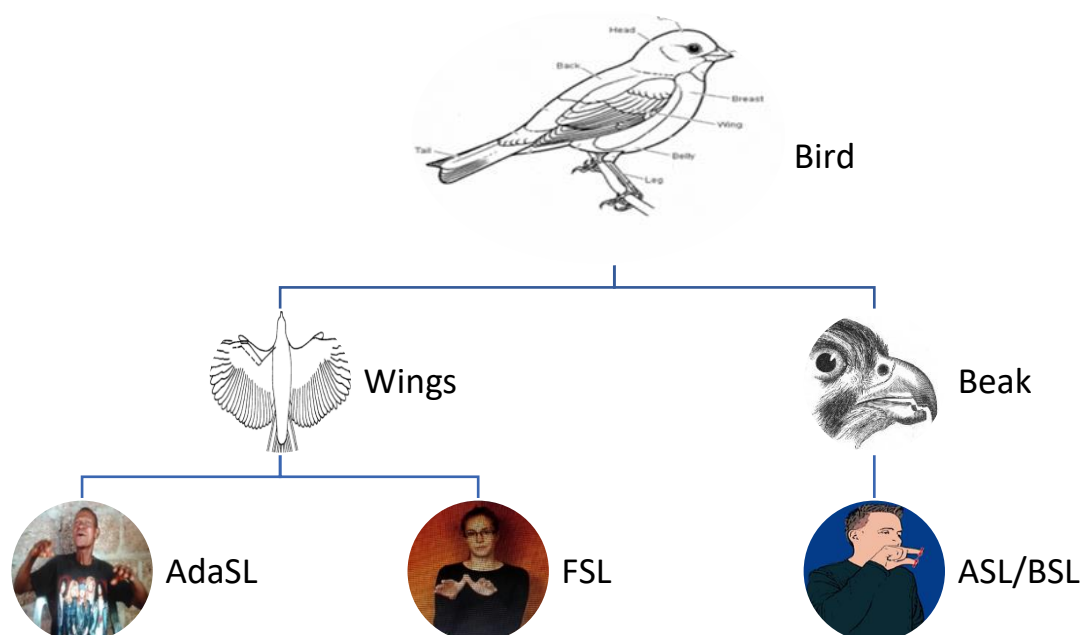 Head
Back
Breast
Wing
Tail
Belly
Leg
Bird
Wings
Beak
AdaSL
FSL
ASL/BSL